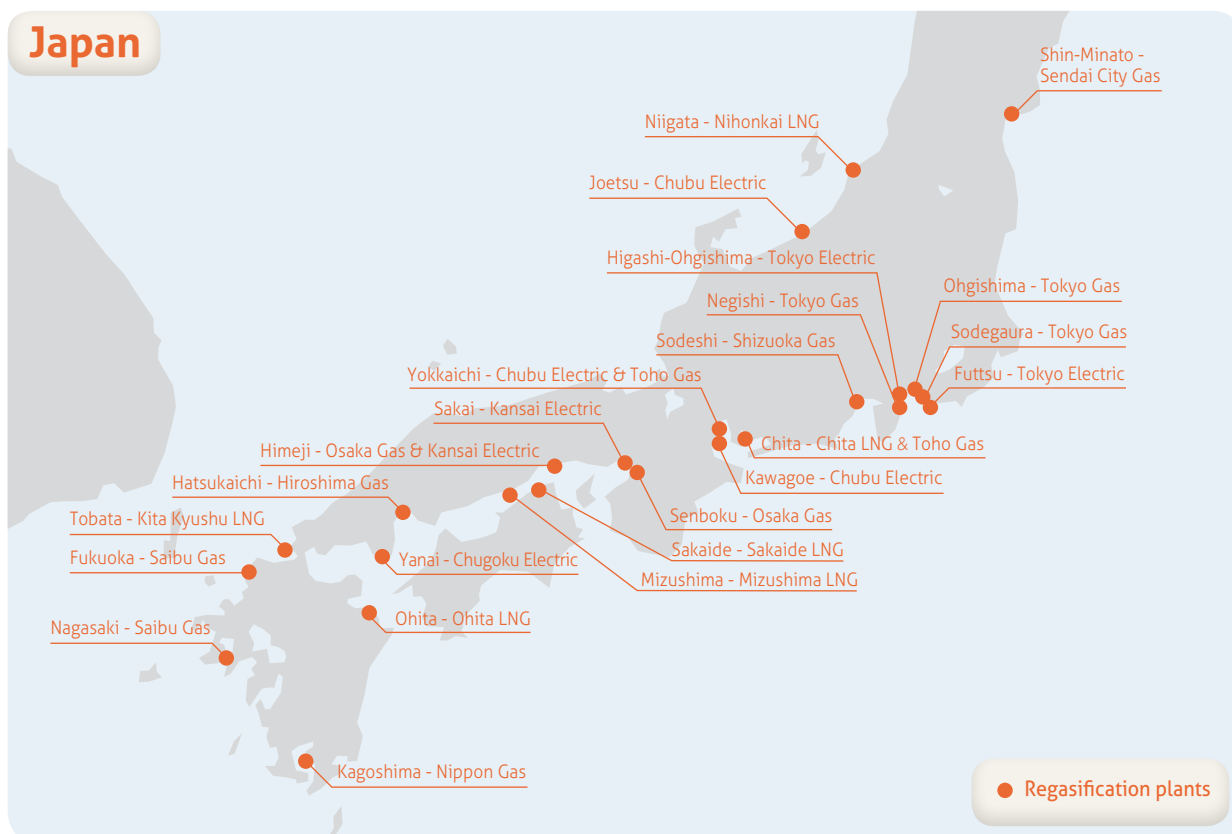 Japan
Shin-Minato -
Sendai City Gas
Niigata - Nihonkai LNG
Joetsu - Chubu Electric
Higashi-Ohgishima - Tokyo Electric
Ohgishima - Tokyo Gas
Negishi - Tokyo Gas
Sodegaura - Tokyo Gas
Sodeshi - Shizuoka Gas
Yokkaichi - Chubu Electric & Toho Gas
Futtsu - Tokyo Electric
Sakai - Kansai Electric
Chita - Chita LNG & Toho Gas
Himeji - Osaka Gas & Kansai Electric
Kawagoe - Chubu Electric
Hatsukaichi - Hiroshima Gas
Senboku - Osaka Gas
Tobata - Kita Kyushu LNG
Sakaide - Sakaide LNG
Fukuoka - Saibu Gas
Yanai - Chugoku Electric
Mizushima - Mizushima LNG
Ohita - Ohita LNG
Nagasaki - Saibu Gas
Kagoshima - Nippon Gas
Regasification plants